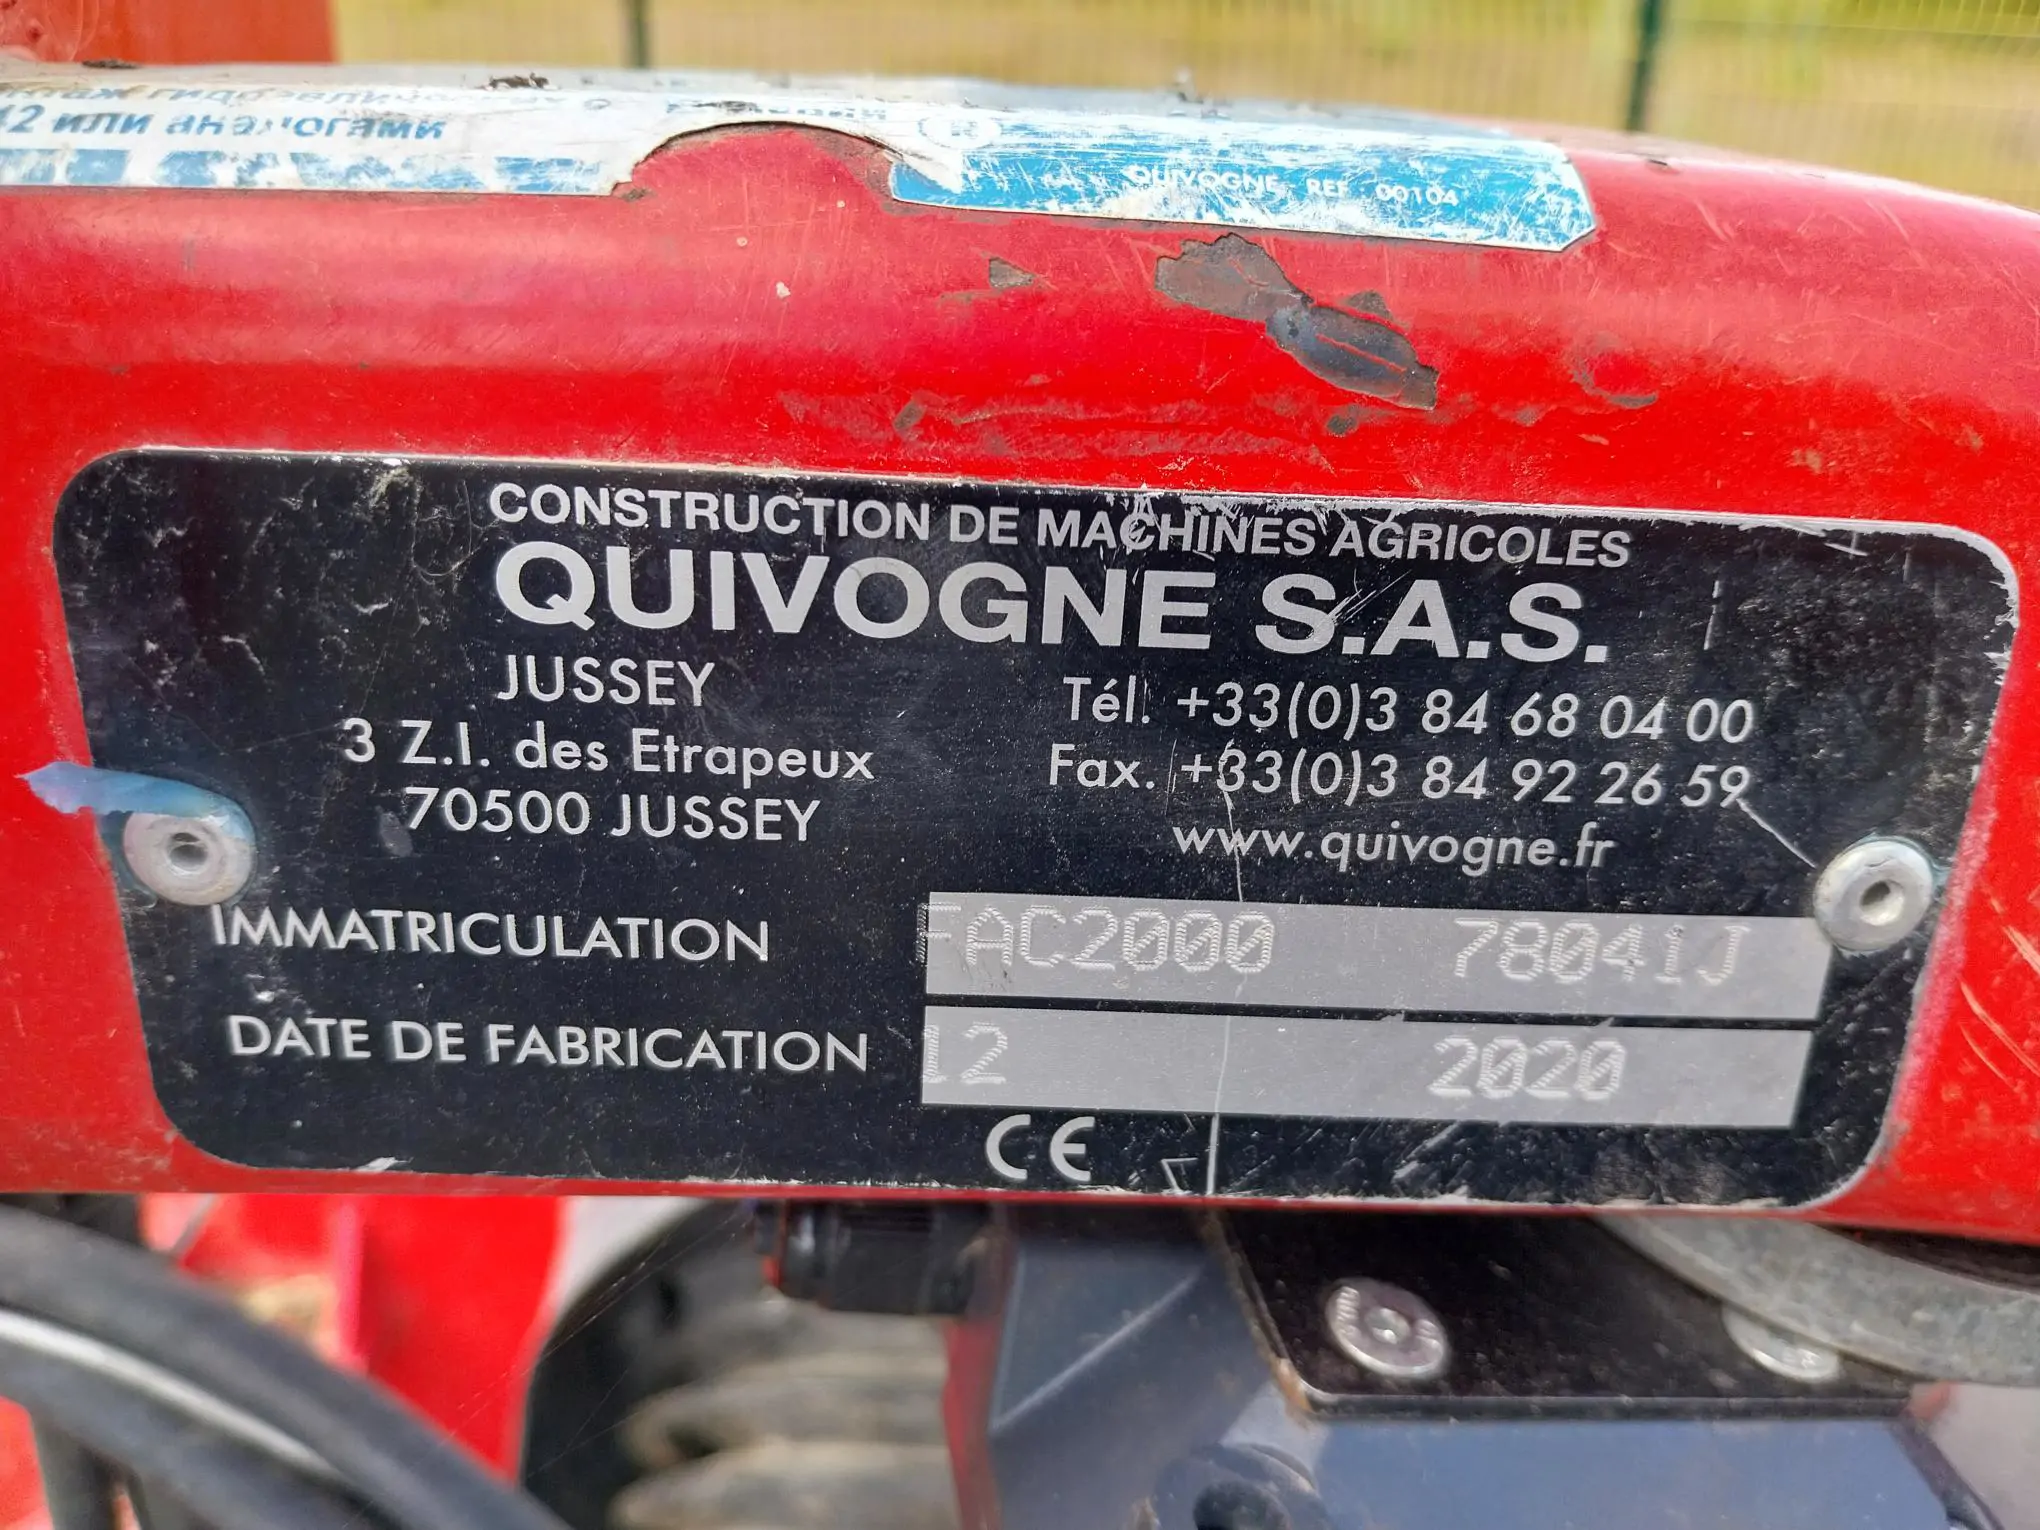 42 или аналогами
QUIVOGNE REF 00104
CONSTRUCTION DE MACHINES AGRICOLES
QUIVOGNE S.A.S.
JUSSEY
3 Z.I. des Etrapeux
70500 JUSSEY
Tél. +33(0)3 84 68 04 00
Fax. +33(0)3 84 92 26 59
www.quivogne.fr
IMMATRICULATION FAC2000 78041J
DATE DE FABRICATION 12 2020
CE